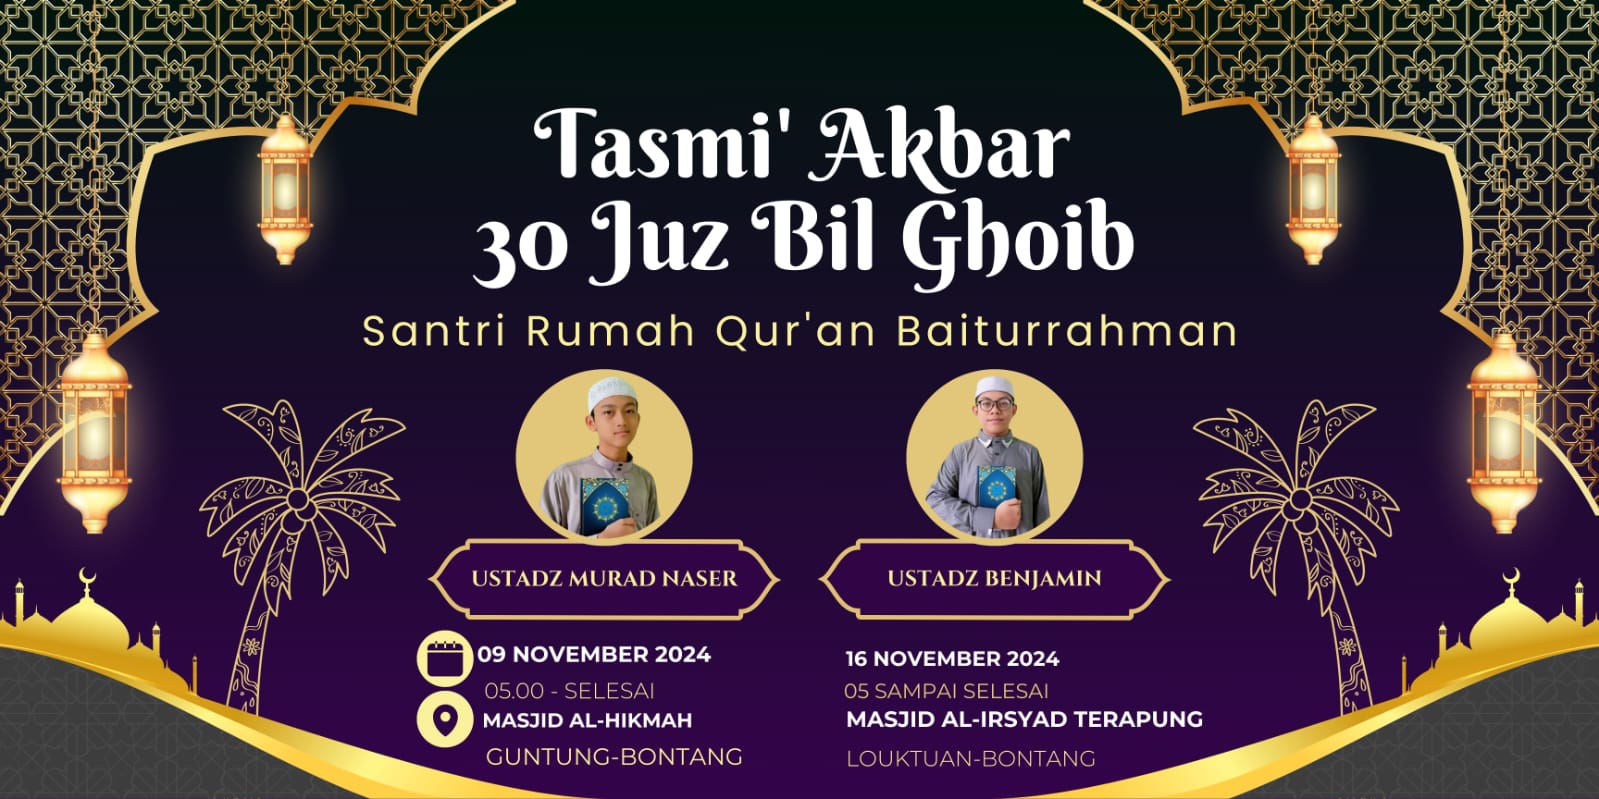 Tasmi' Akbar
30 Juz Bil Ghoib
Santri Rumah Qur'an Baiturrahman
USTADZ MURAD NASER
09 NOVEMBER 2024
05.00 - SELESAI
MASJID AL-HIKMAH
GUNTUNG-BONTANG
USTADZ BENJAMIN
16 NOVEMBER 2024
05 SAMPAI SELESAI
MASJID AL-IRSYAD TERAPUNG
LOUKTUAN-BONTANG